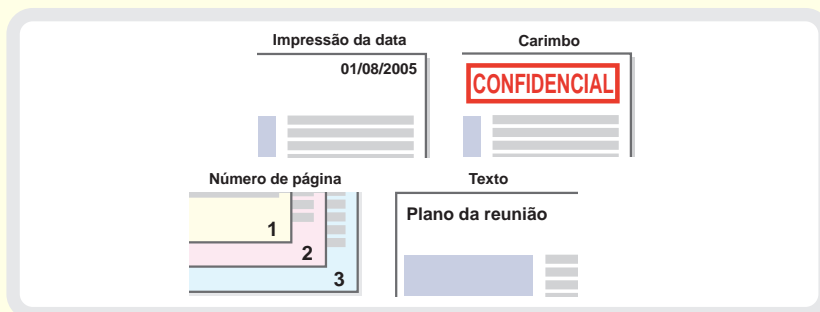 Impressão da data
01/08/2005
Carimbo
CONFIDENCIAL
Número de página
1
2
3
Texto
Plano da reunião